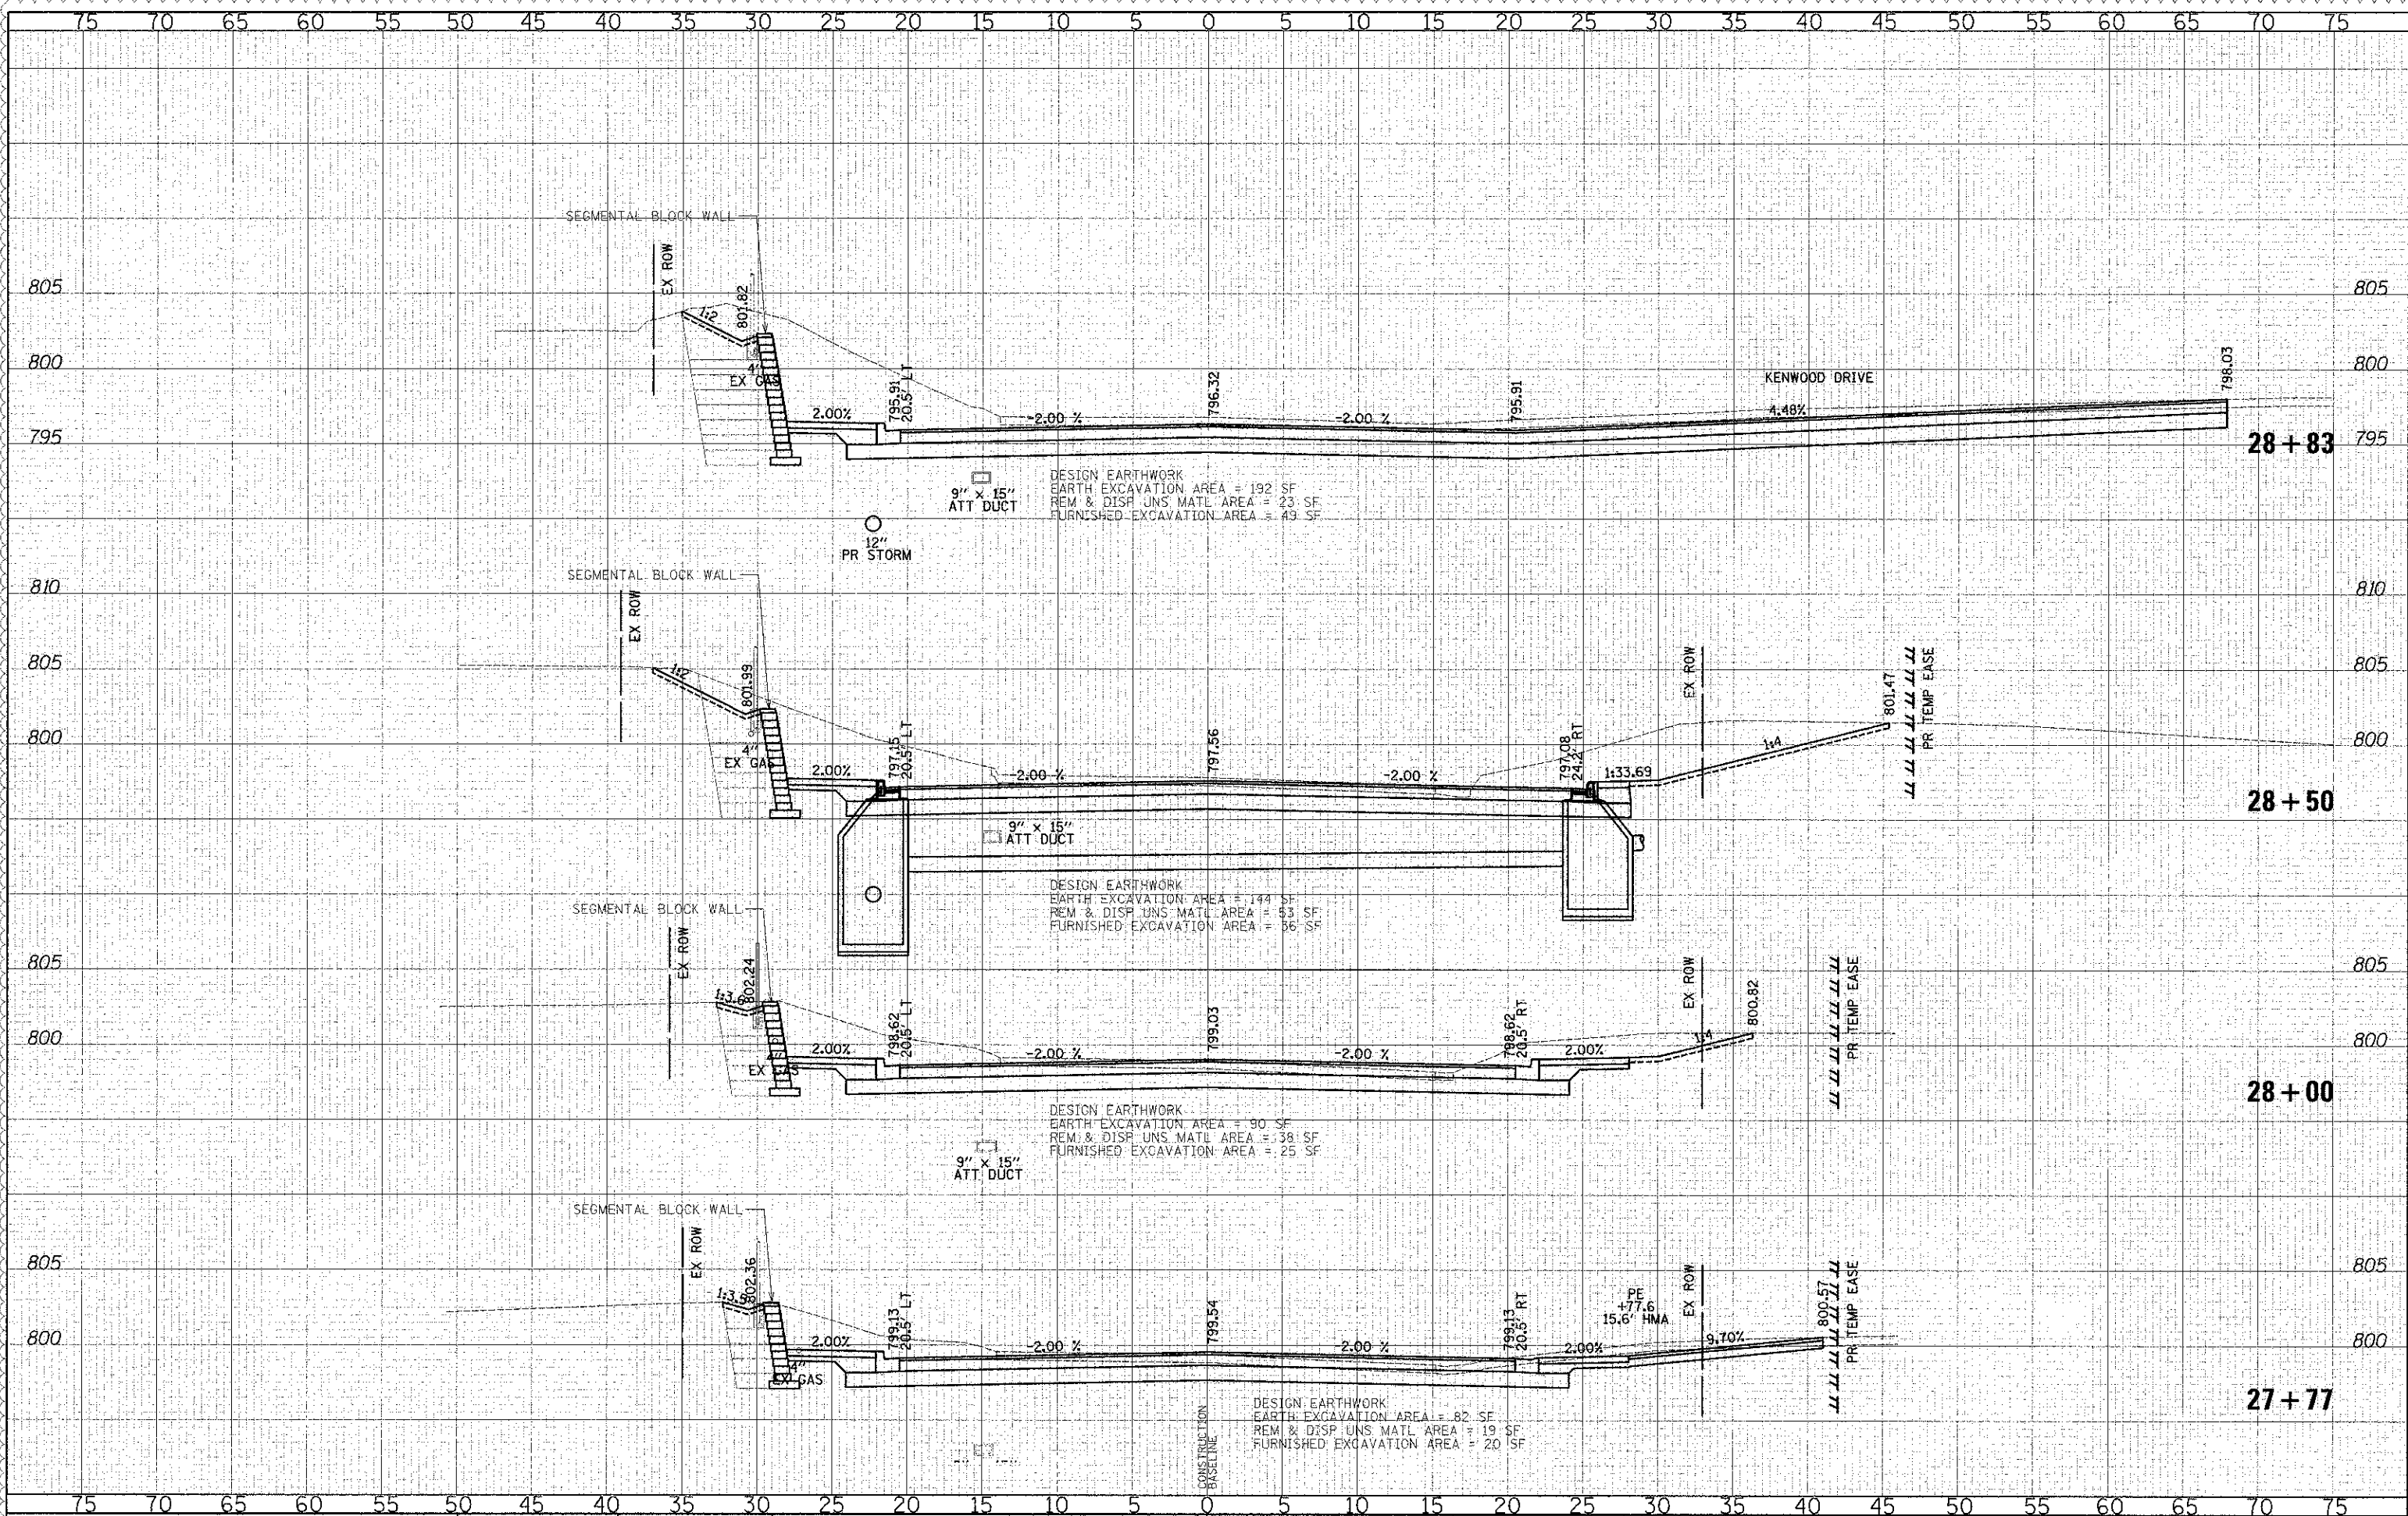 75 70 65 60 55 50 45 40 35 30 25 20 15 10 5 0 5 10 15 20 25 30 35 40 45 50 55 60 65 70 75
SEGMENTAL BLOCK WALL
EX ROW
805
805
801.82
1:2
800
800
4"
EX GAS
KENWOOD DRIVE
798.03
795.91
20.5' LT
796.32
795.91
2.00%
-2.00 %
-2.00 %
4.48%
795
795
28+83
9" x 15"
ATT DUCT
DESIGN EARTHWORK
EARTH EXCAVATION AREA = 192 SF
REM & DISP UNS MATL AREA = 23 SF
FURNISHED EXCAVATION AREA = 49 SF
12"
PR STORM
SEGMENTAL BLOCK WALL
810
810
EX ROW
805
805
1:2
801.99
EX ROW
801.47
PR TEMP EASE
800
800
4"
EX GAS
797.15
20.5' LT
797.56
797.08
24.2' RT
2.00%
-2.00 %
-2.00 %
1:33.69
1:4
28+50
9" x 15"
ATT DUCT
DESIGN EARTHWORK
EARTH EXCAVATION AREA = 144 SF
REM & DISP UNS MATL AREA = 53 SF
FURNISHED EXCAVATION AREA = 36 SF
SEGMENTAL BLOCK WALL
EX ROW
805
805
802.24
1:3.6
EX ROW
800.82
PR TEMP EASE
800
800
798.62
20.5' LT
799.03
798.62
20.5' RT
2.00%
-2.00 %
-2.00 %
2.00%
1:4
EX GAS
28+00
DESIGN EARTHWORK
EARTH EXCAVATION AREA = 90 SF
REM & DISP UNS MATL AREA = 38 SF
FURNISHED EXCAVATION AREA = 25 SF
9" x 15"
ATT DUCT
SEGMENTAL BLOCK WALL
EX ROW
805
805
802.36
PE
+77.6
15.6' HMA
EX ROW
800.57
PR TEMP EASE
800
800
799.13
20.5' LT
799.54
799.13
20.5' RT
2.00%
-2.00 %
-2.00 %
2.00%
9.70%
4"
EX GAS
27+77
DESIGN EARTHWORK
EARTH EXCAVATION AREA = 82 SF
REM & DISP UNS MATL AREA = 19 SF
FURNISHED EXCAVATION AREA = 20 SF
CONSTRUCTION
BASELINE
75 70 65 60 55 50 45 40 35 30 25 20 15 10 5 0 5 10 15 20 25 30 35 40 45 50 55 60 65 70 75